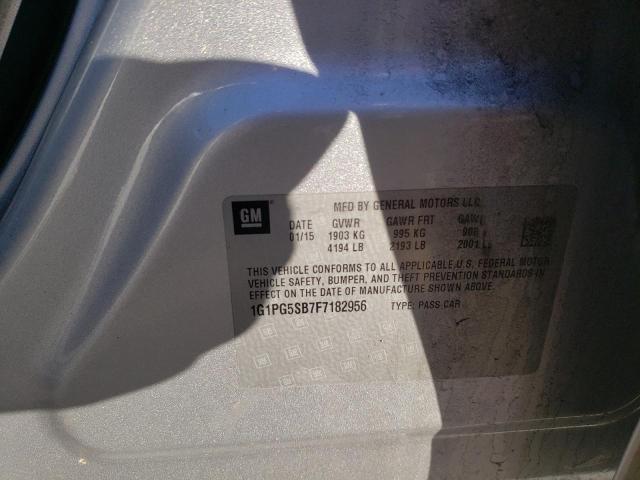 MFD BY GENERAL MOTORS LLC
GM DATE GVWR GAWR FRT
01/15 1903 KG 995 KG
4194 LB 2193 LB 2001
THIS VEHICLE CONFORMS TO ALL APPLICABLE U.S. FEDERAL MOTOR
VEHICLE SAFETY, BUMPER, AND THEFT PREVENTION STANDARDS IN
EFFECT ON THE DATE OF MANUFACTURE SHOWN ABOVE.
1G1PG5SB7F7182956 TYPE: PASS CAR